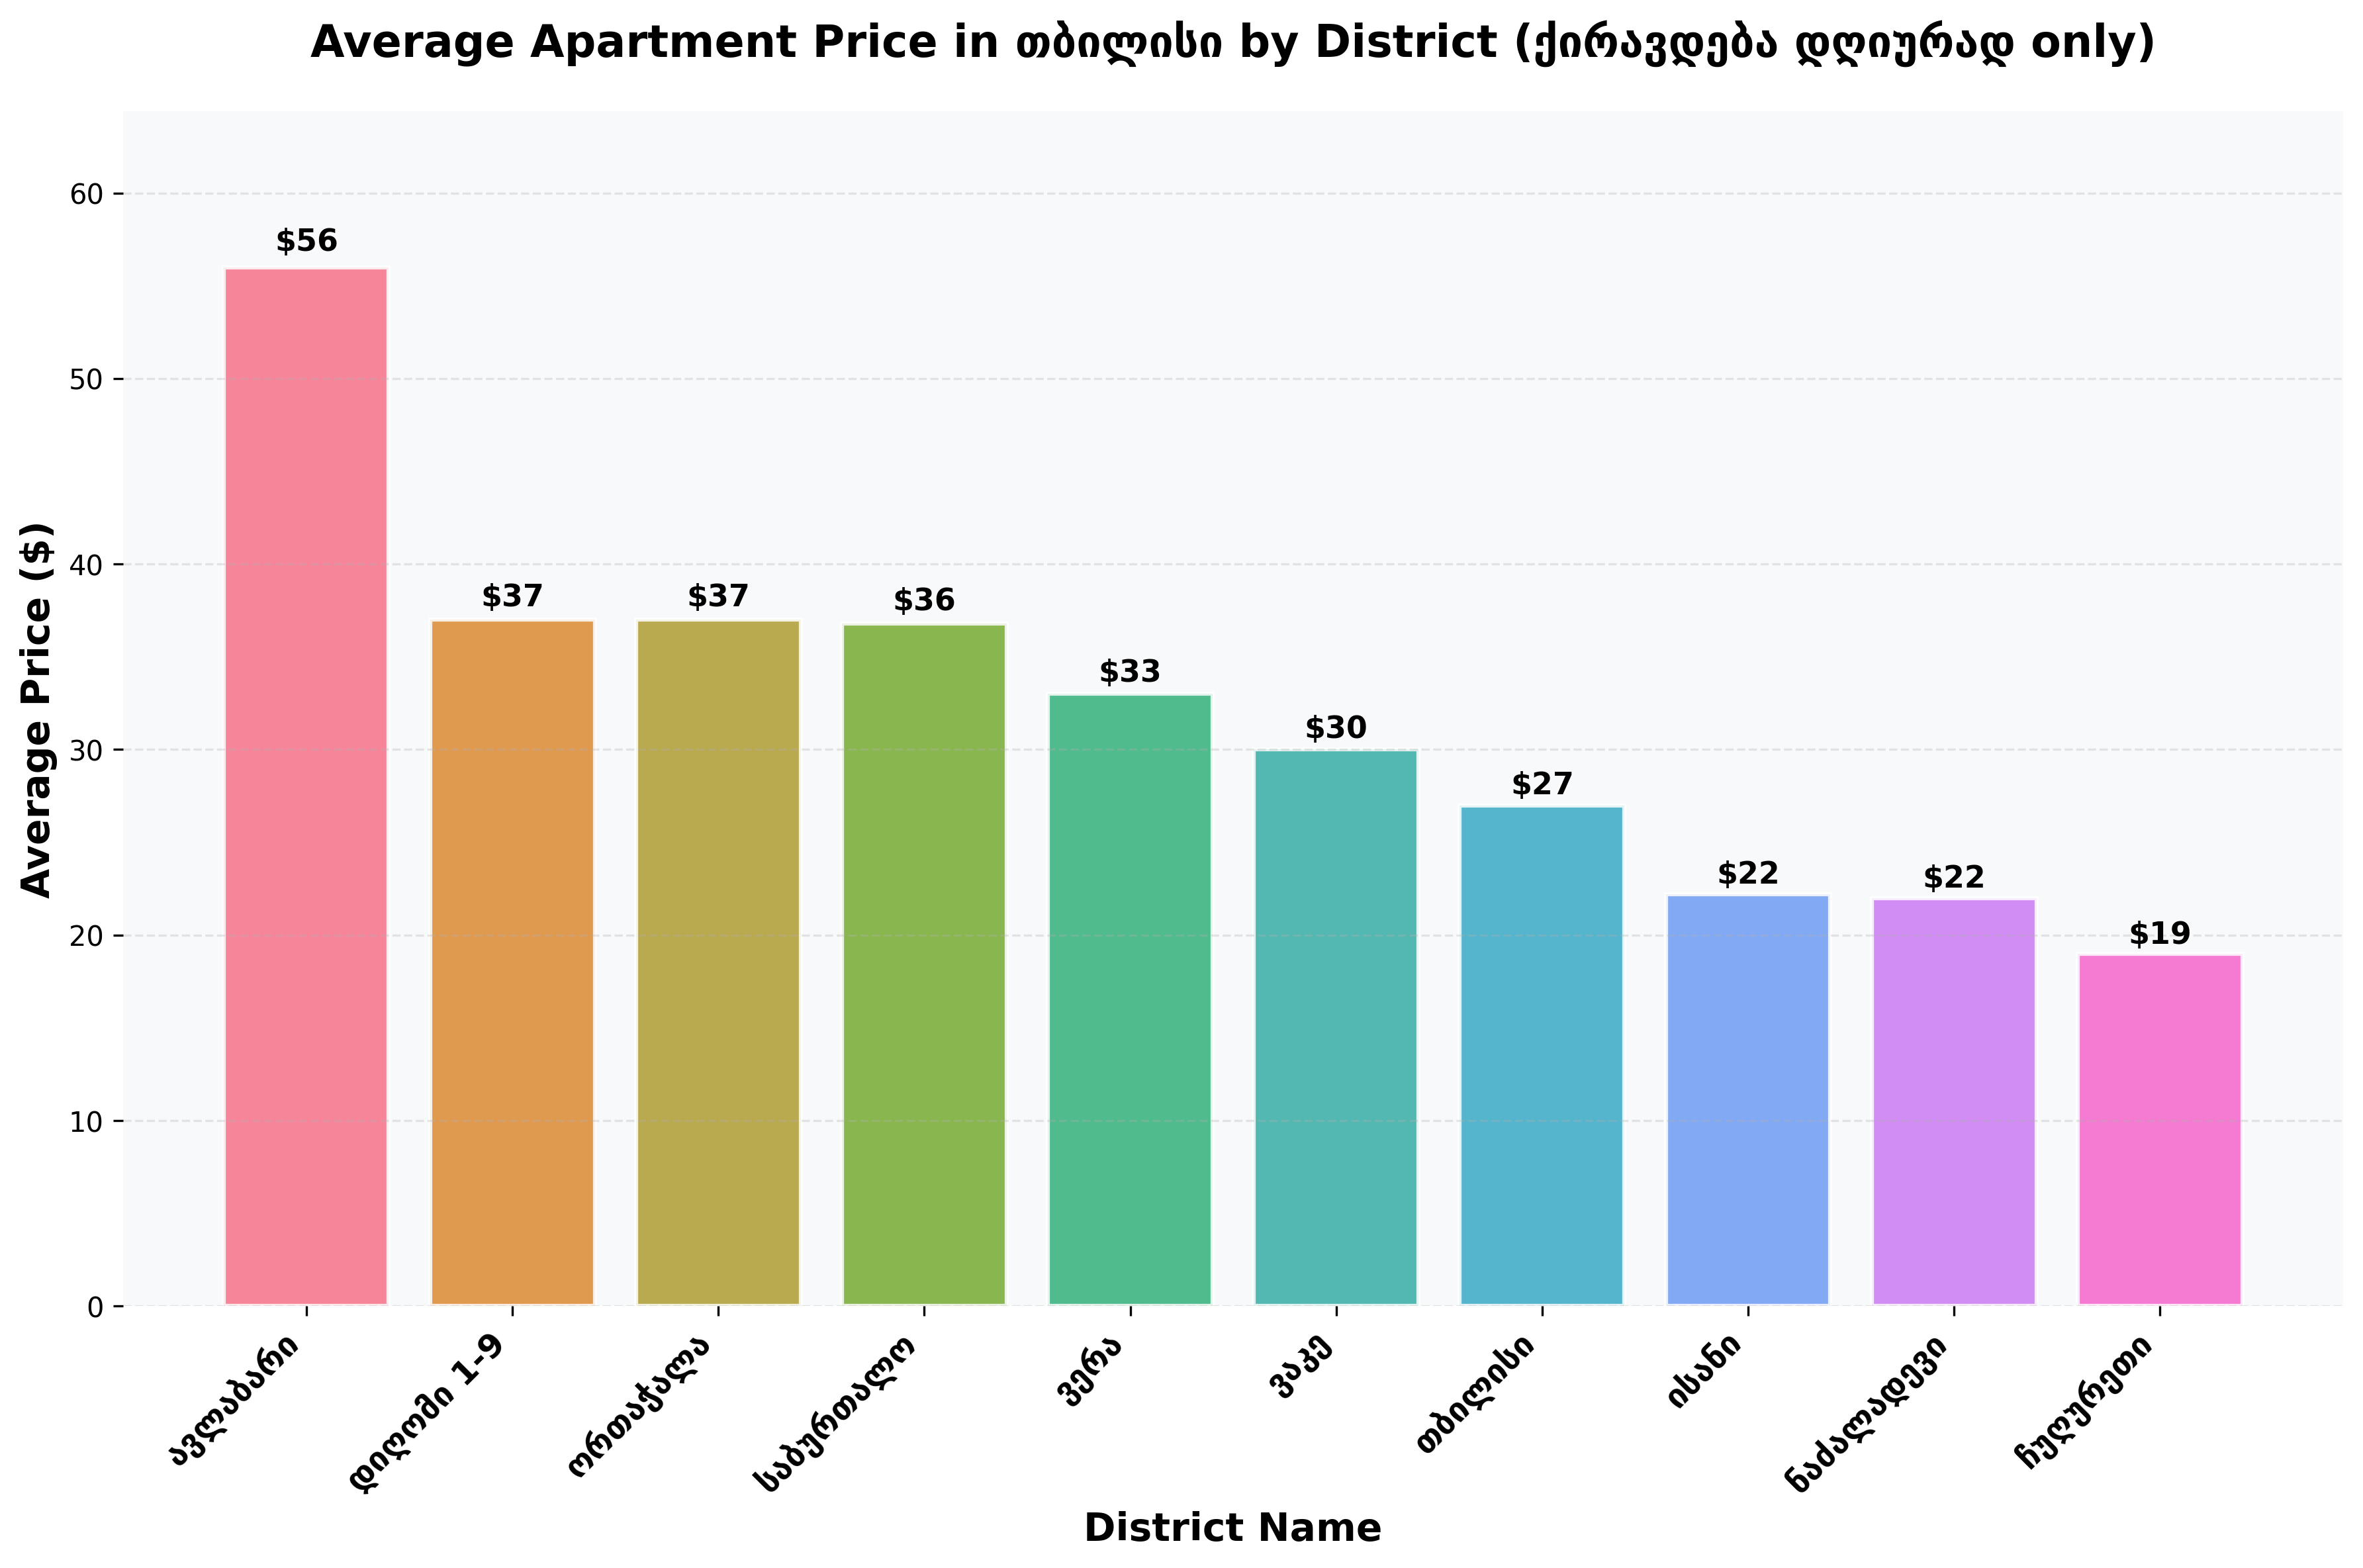 Average Apartment Price in თბილისი by District (ქირავდება დღიურად only)
Average Price ($)
60
50
40
30
20
10
0
$56
$37
$37
$36
$33
$30
$27
$22
$22
$19
ავლაბარი
დიღომი 1-9
ორთაჭალა
საბურთალო
ვერა
ვაკე
თბილისი
ისანი
ნაძალადევი
ჩუღურეთი
District Name